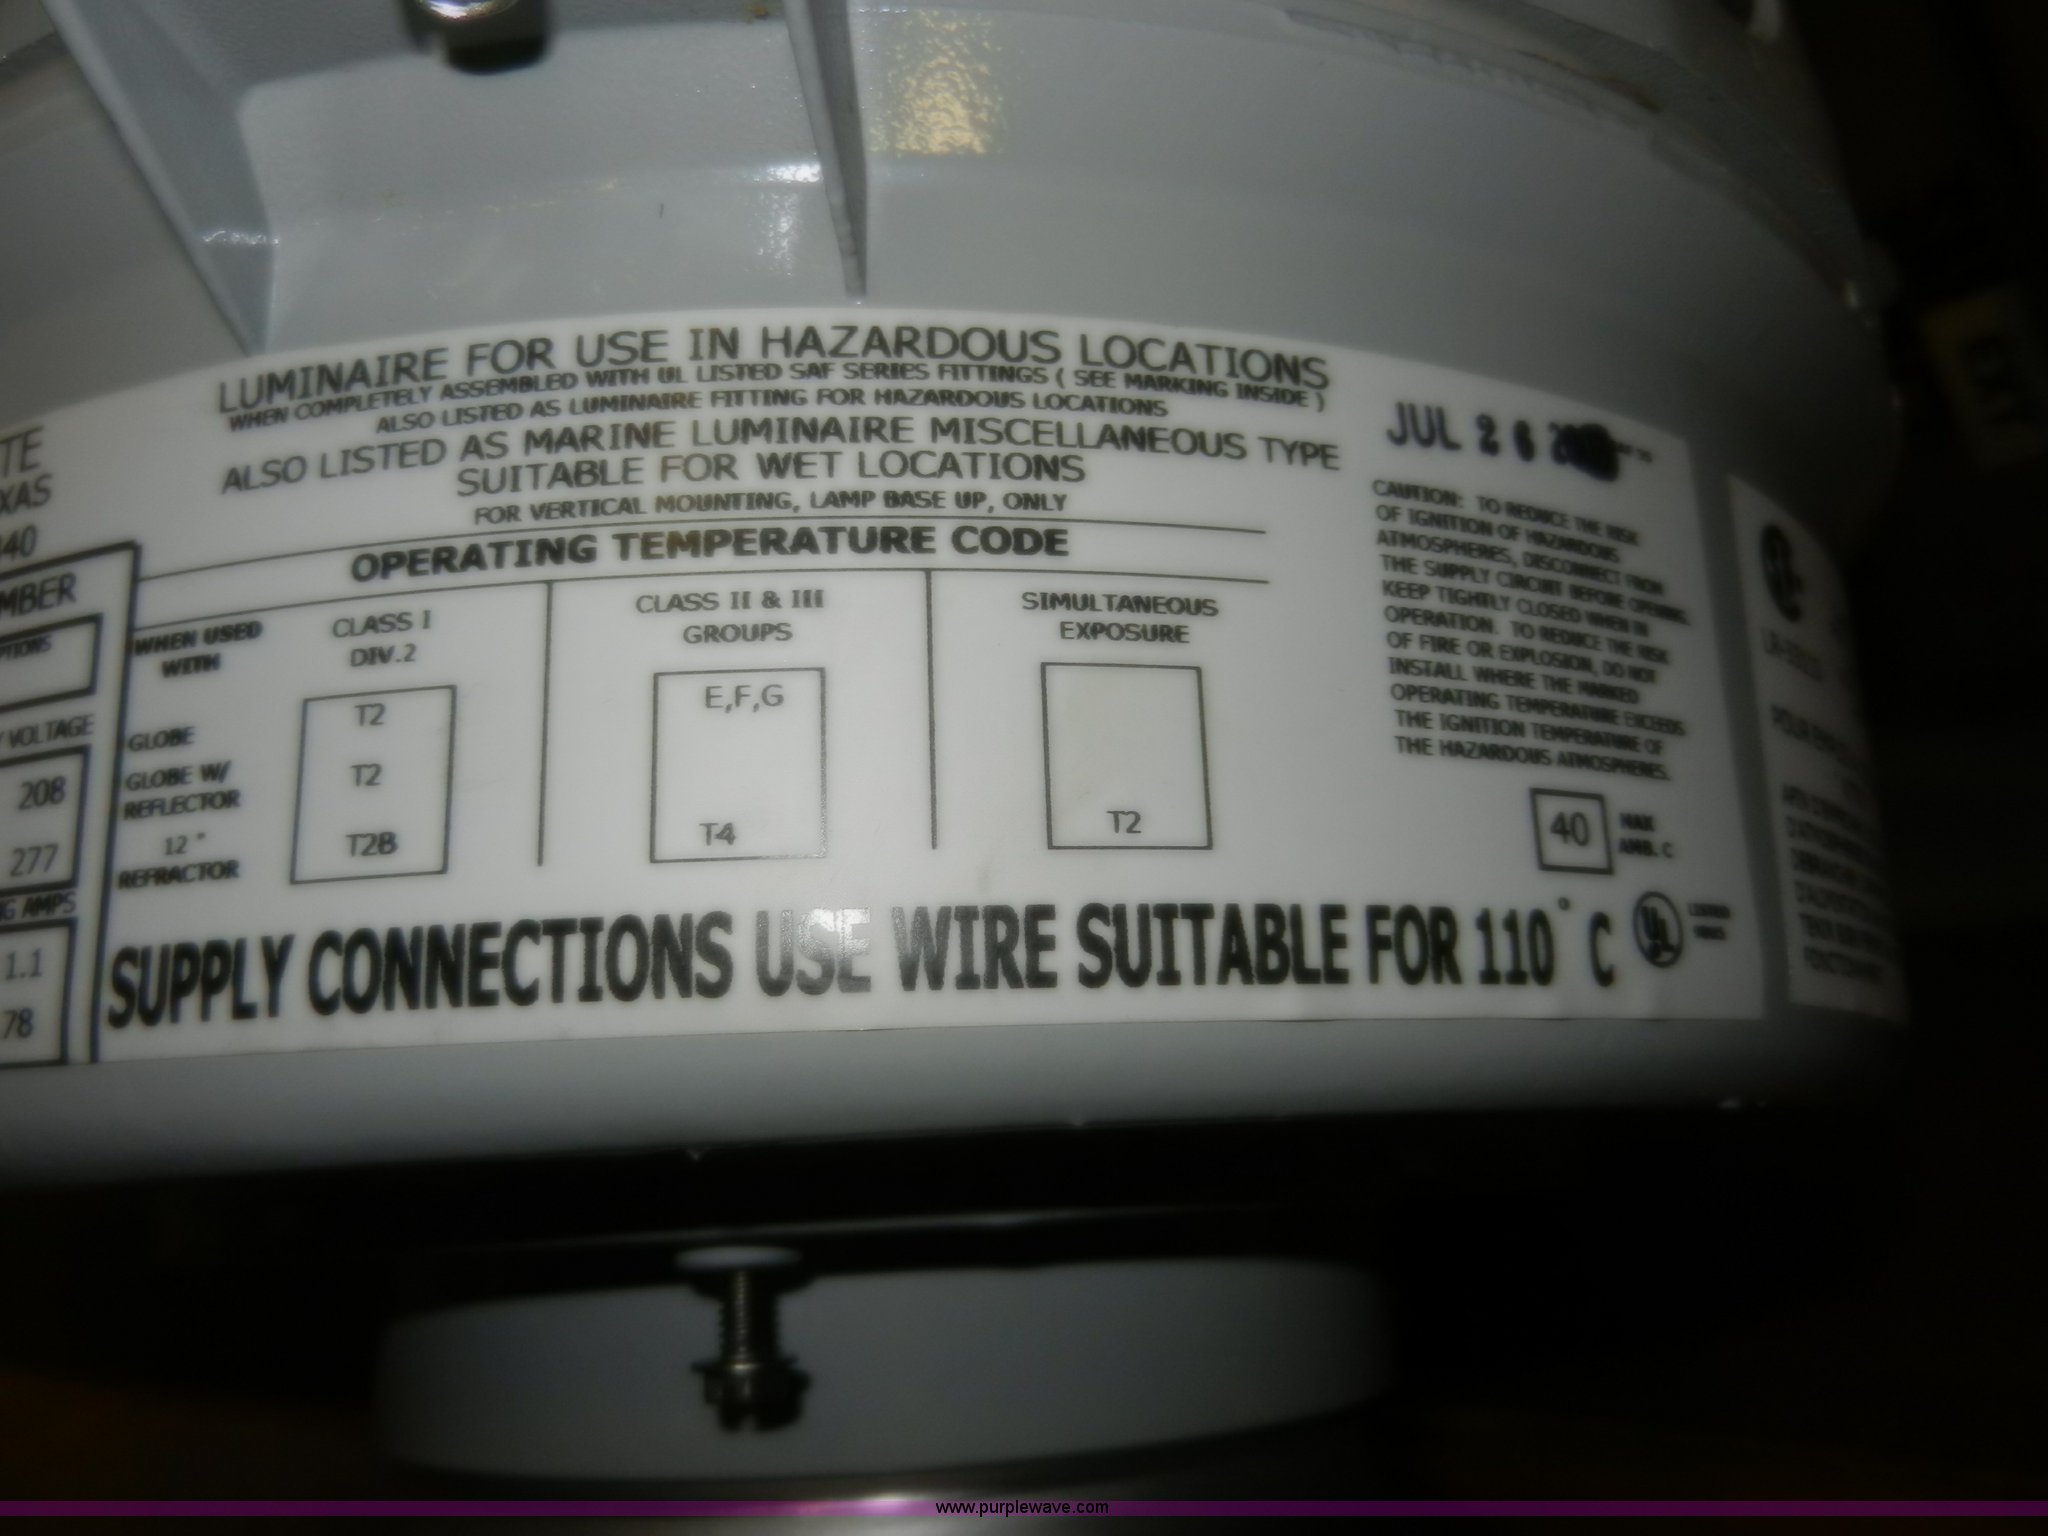 LUMINAIRE FOR USE IN HAZARDOUS LOCATIONS
WHEN COMPLETELY ASSEMBLED WITH UL LISTED SAF SERIES FITTINGS ( SEE MARKING INSIDE )
ALSO LISTED AS LUMINAIRE FITTING FOR HAZARDOUS LOCATIONS
ALSO LISTED AS MARINE LUMINAIRE MISCELLANEOUS TYPE
SUITABLE FOR WET LOCATIONS
FOR VERTICAL MOUNTING, LAMP BASE UP, ONLY
OPERATING TEMPERATURE CODE
WHEN USED
WITH
CLASS I
DIV.2
CLASS II & III
GROUPS
SIMULTANEOUS
EXPOSURE
GLOBE
T2
E,F,G
GLOBE W/
REFLECTOR
T2
12 "
REFRACTOR
T2B
T4
T2
SUPPLY CONNECTIONS USE WIRE SUITABLE FOR 110° C
TE
XAS
40
MBER
PTIONS
VOLTAGE
208
277
G AMPS
1.1
78
JUL 26
CAUTION: TO REDUCE THE RISK
OF IGNITION OF HAZARDOUS
ATMOSPHERES, DISCONNECT FROM
THE SUPPLY CIRCUIT BEFORE OPENING.
KEEP TIGHTLY CLOSED WHEN IN
OPERATION. TO REDUCE THE RISK
OF FIRE OR EXPLOSION, DO NOT
INSTALL WHERE THE MARKED
OPERATING TEMPERATURE EXCEEDS
THE IGNITION TEMPERATURE OF
THE HAZARDOUS ATMOSPHERES.
40 MAX
AMB. C
UL
www.purplewave.com